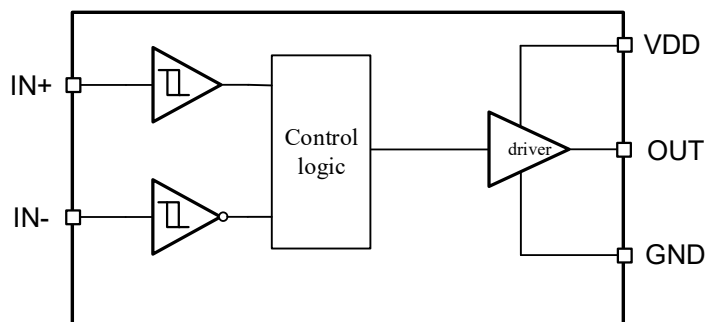 IN+
IN-
Control
logic
driver
VDD
OUT
GND